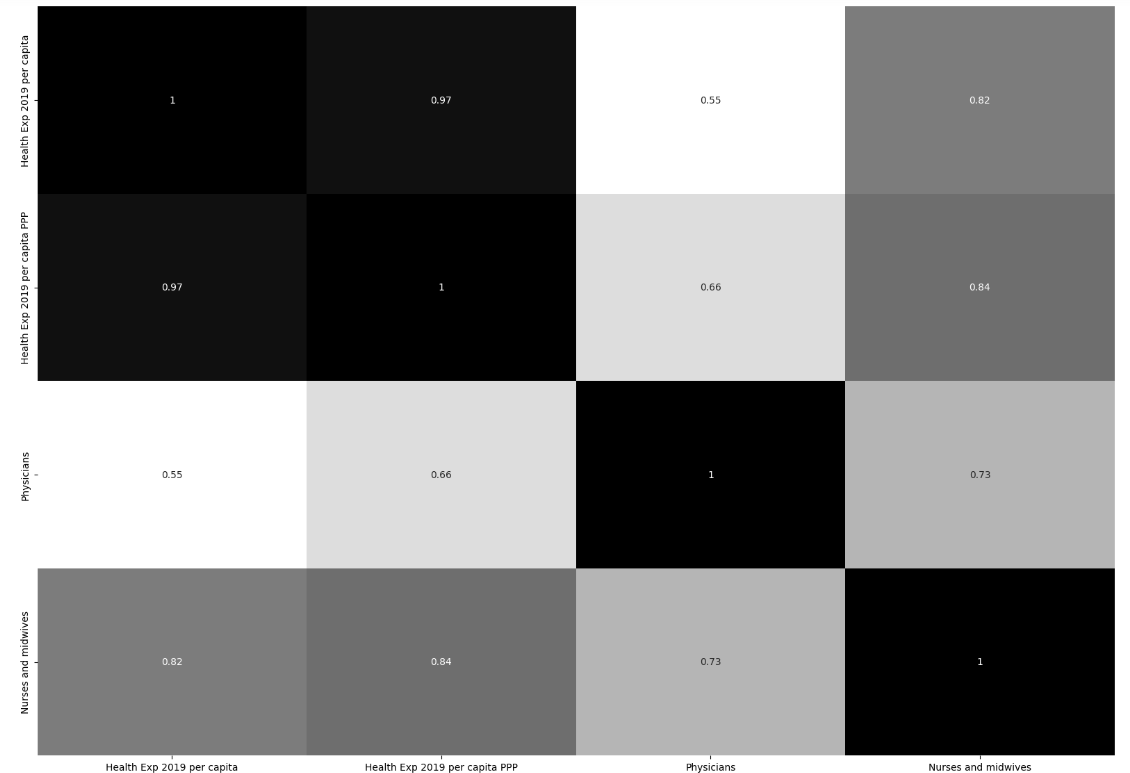 Health Exp 2019 per capita
1
0.97
0.55
0.82
Health Exp 2019 per capita PPP
0.97
1
0.66
0.84
Physicians
0.55
0.66
1
0.73
Nurses and midwives
0.82
0.84
0.73
1
Health Exp 2019 per capita
Health Exp 2019 per capita PPP
Physicians
Nurses and midwives